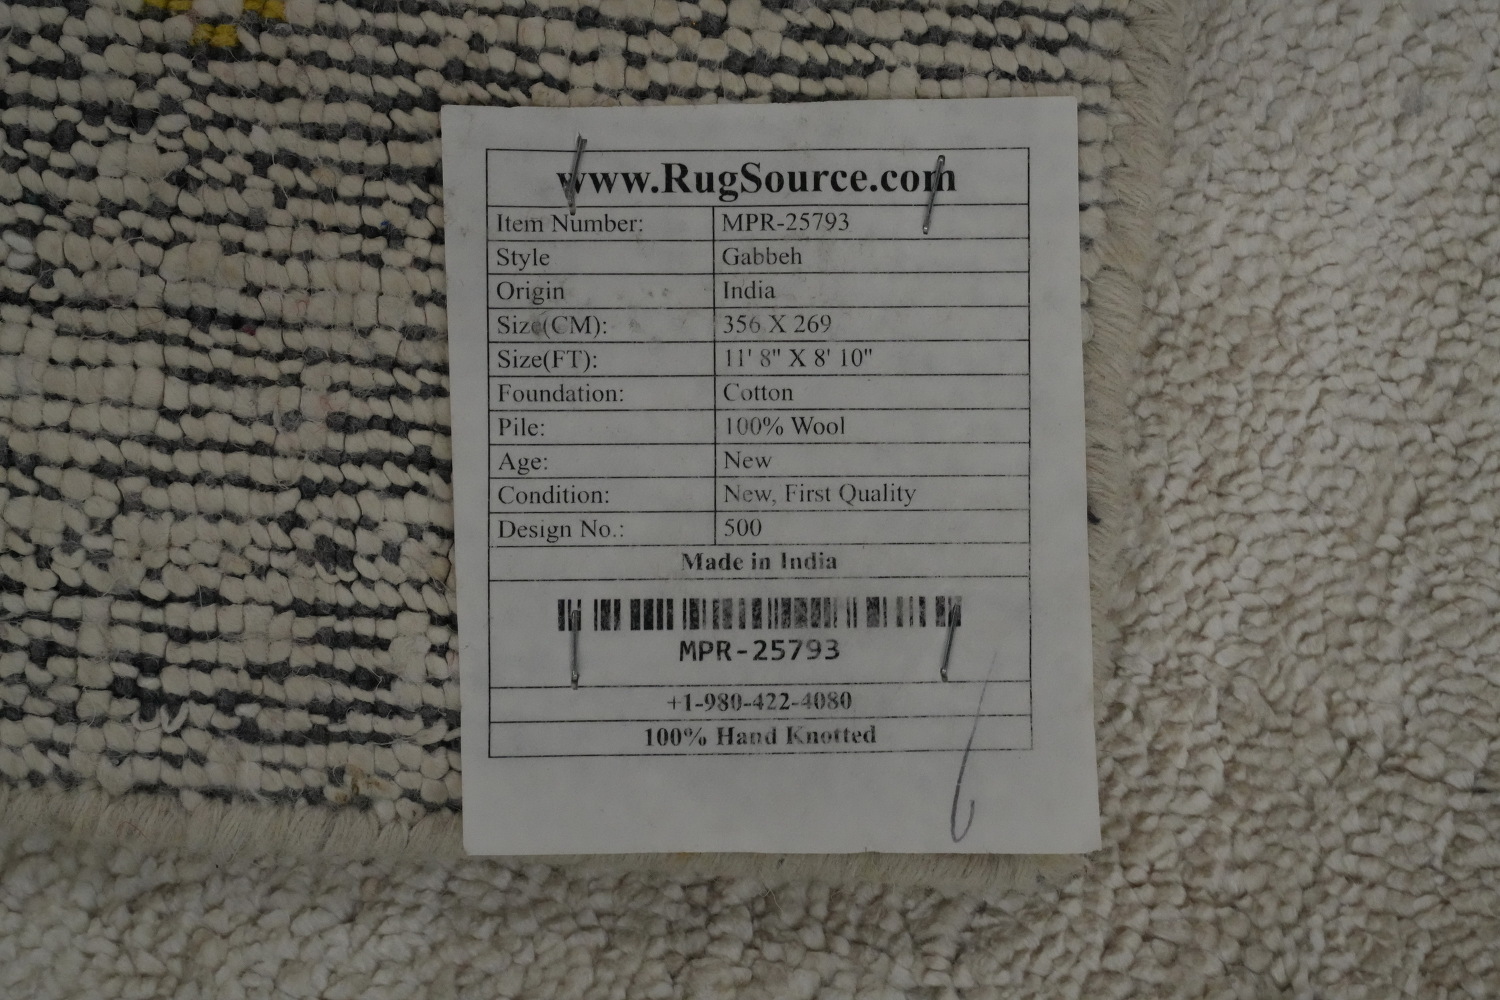 www.RugSource.com
Item Number: MPR-25793
Style Gabbeh
Origin India
Size(CM): 356 X 269
Size(FT): 11' 8" X 8' 10"
Foundation: Cotton
Pile: 100% Wool
Age: New
Condition: New, First Quality
Design No.: 500
Made in India
MPR-25793
+1-980-422-4080
100% Hand Knotted